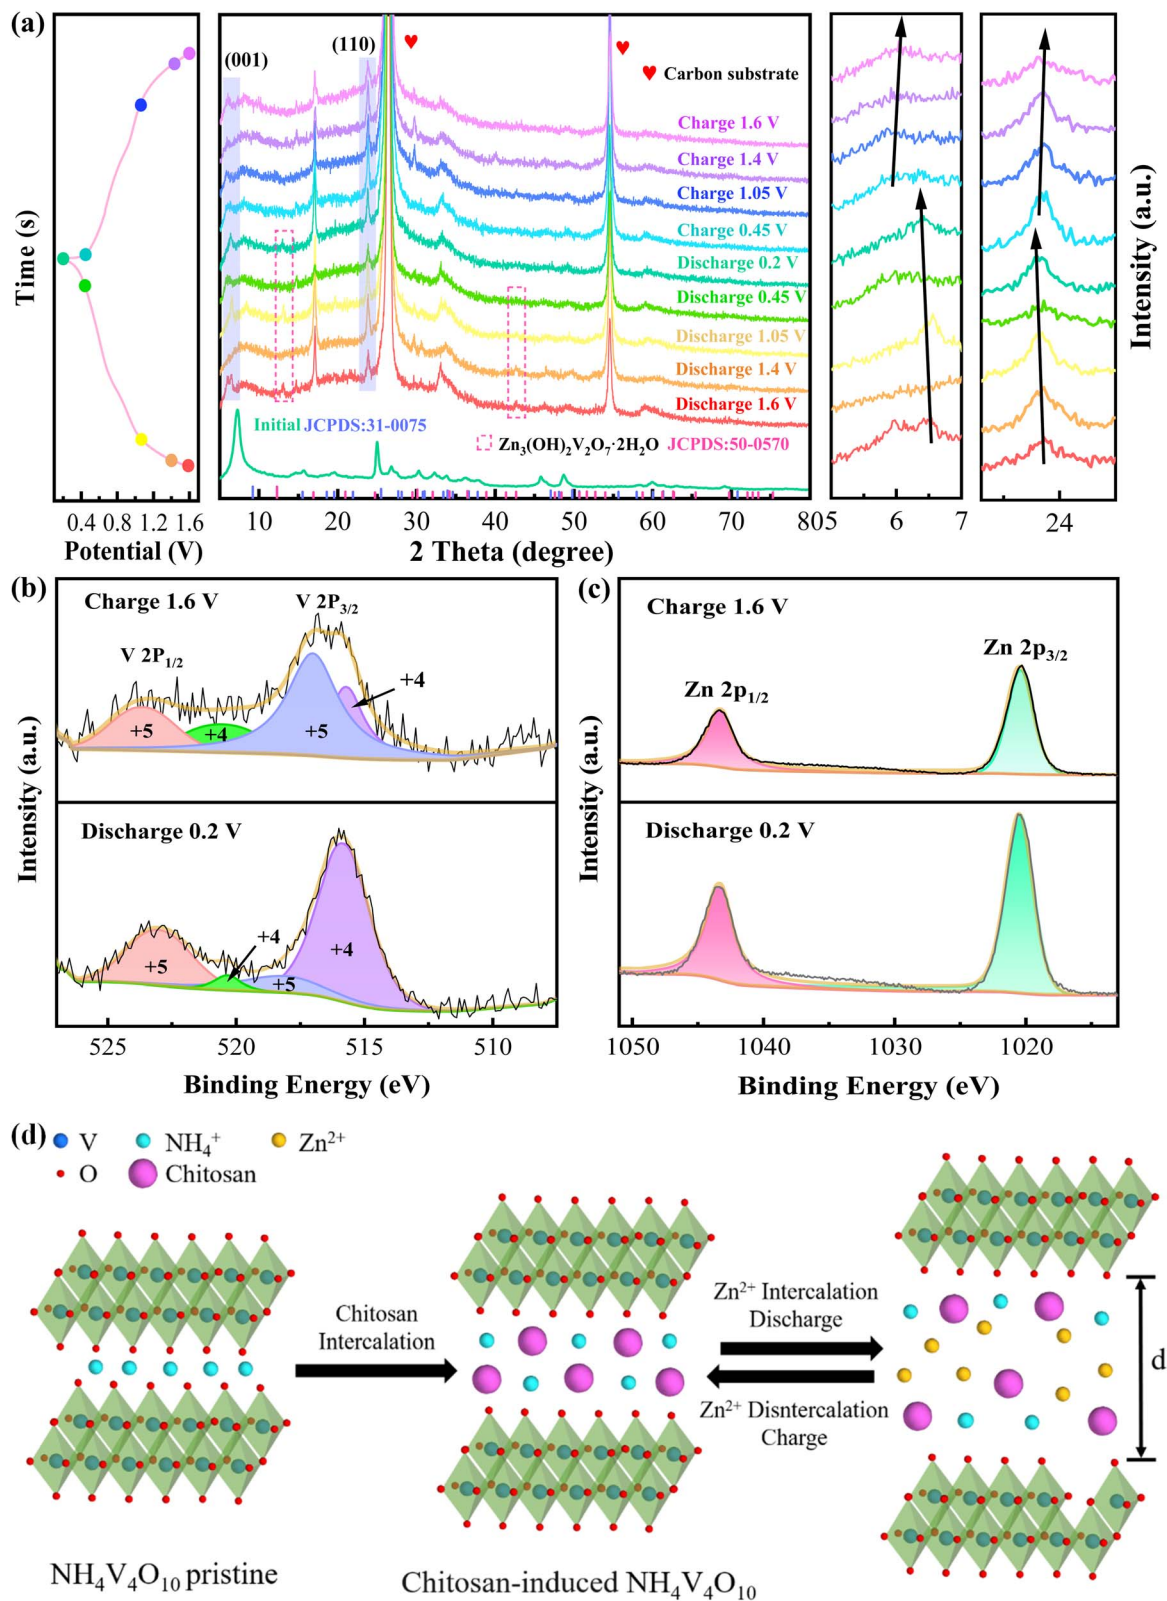 (a)
Time (s)
0.4 0.8 1.2 1.6
Potential (V)
(001)
(110)
♥
♥
♥ Carbon substrate
Charge 1.6 V
Charge 1.4 V
Charge 1.05 V
Charge 0.45 V
Discharge 0.2 V
Discharge 0.45 V
Discharge 1.05 V
Discharge 1.4 V
Discharge 1.6 V
Initial JCPDS:31-0075
Zn₃(OH)₂V₂O₇·2H₂O JCPDS:50-0570
10 20 30 40 50 60 70 80
2 Theta (degree)
5 6 7
24
Intensity (a.u.)
(b)
Charge 1.6 V
V 2P₃/₂
V 2P₁/₂
+4
+5
+4
+5
Discharge 0.2 V
+4
+5
+5
+4
Intensity (a.u.)
525 520 515 510
Binding Energy (eV)
(c)
Charge 1.6 V
Zn 2p₃/₂
Zn 2p₁/₂
Discharge 0.2 V
Intensity (a.u.)
1050 1040 1030 1020
Binding Energy (eV)
(d)
V NH₄⁺ Zn²⁺
O Chitosan
Chitosan
Intercalation
Zn²⁺ Intercalation
Discharge
Zn²⁺ Disntercalation
Charge
d
NH₄V₄O₁₀ pristine
Chitosan-induced NH₄V₄O₁₀